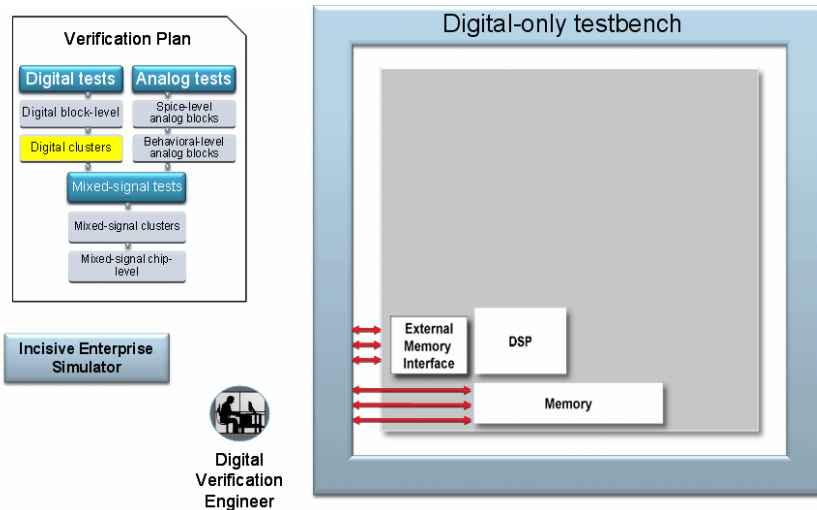 Verification Plan
Digital tests
Analog tests
Digital block-level
Spice-level
analog blocks
Digital clusters
Behavioral-level
analog blocks
Mixed-signal tests
Mixed-signal clusters
Mixed-signal chip-
level
Incisive Enterprise
Simulator
Digital
Verification
Engineer
Digital-only testbench
External
Memory
Interface
DSP
Memory